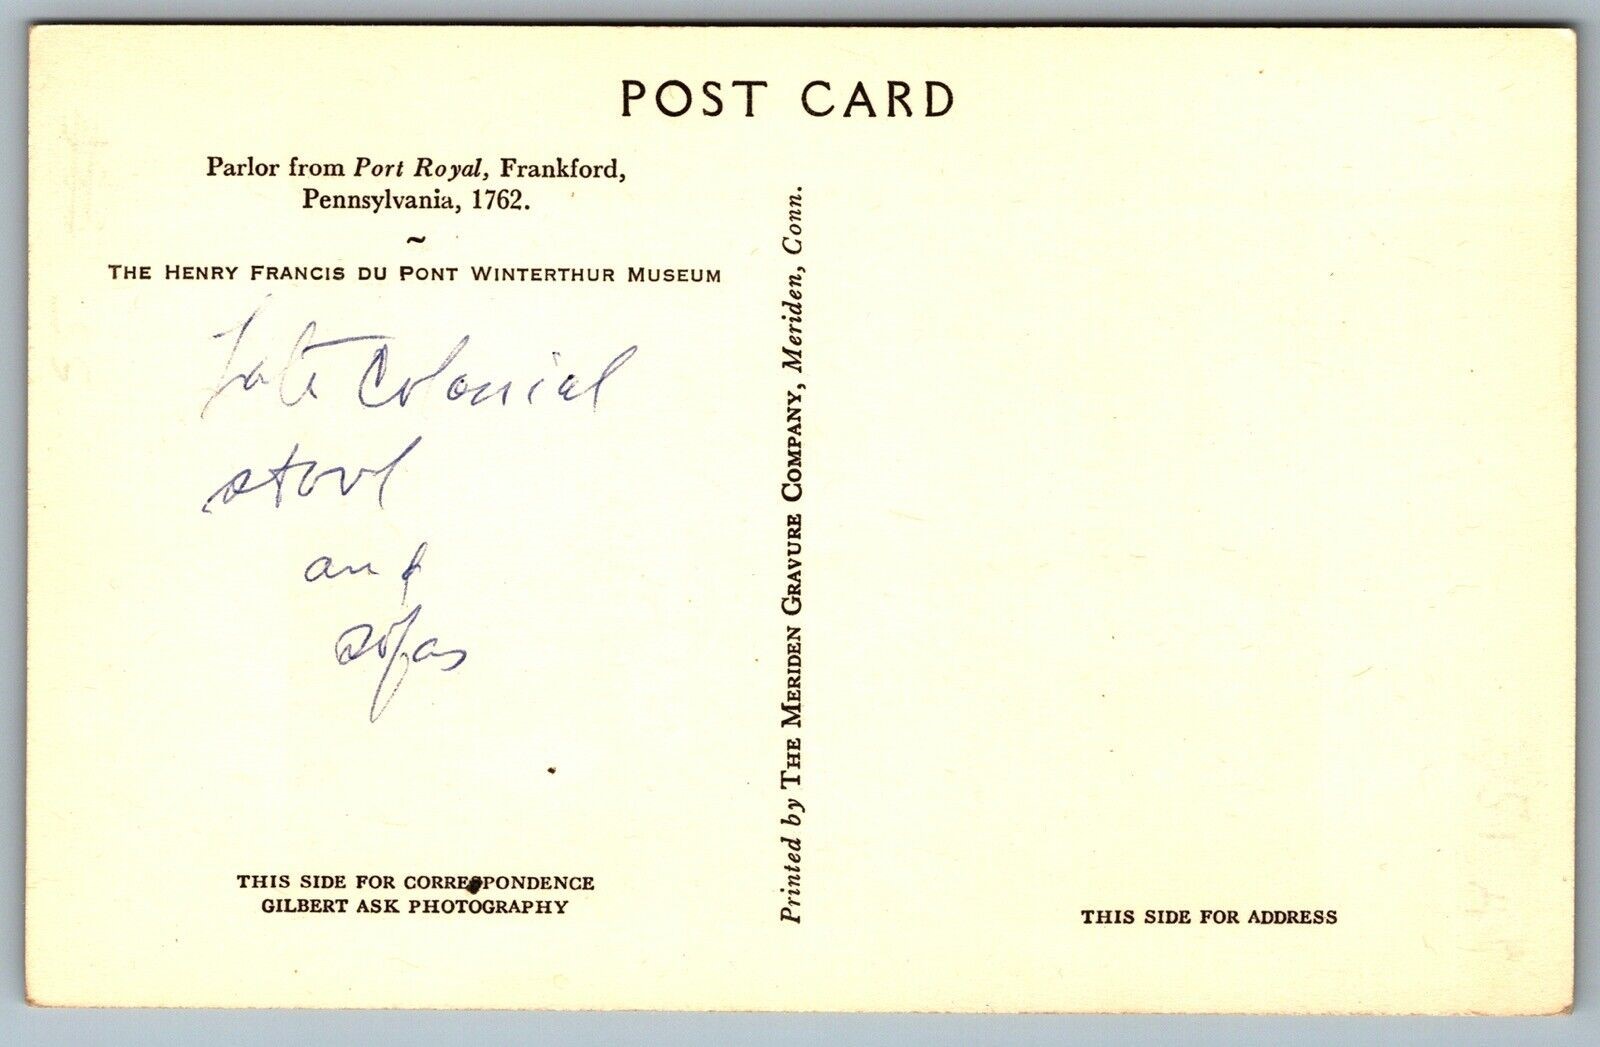 POST CARD
Parlor from Port Royal, Frankford,
Pennsylvania, 1762.
~
THE HENRY FRANCIS DU PONT WINTERTHUR MUSEUM
Late Colonial
stool
and
sofas
THIS SIDE FOR CORRESPONDENCE
GILBERT ASK PHOTOGRAPHY
Printed by THE MERIDEN GRAVURE COMPANY, Meriden, Conn.
THIS SIDE FOR ADDRESS